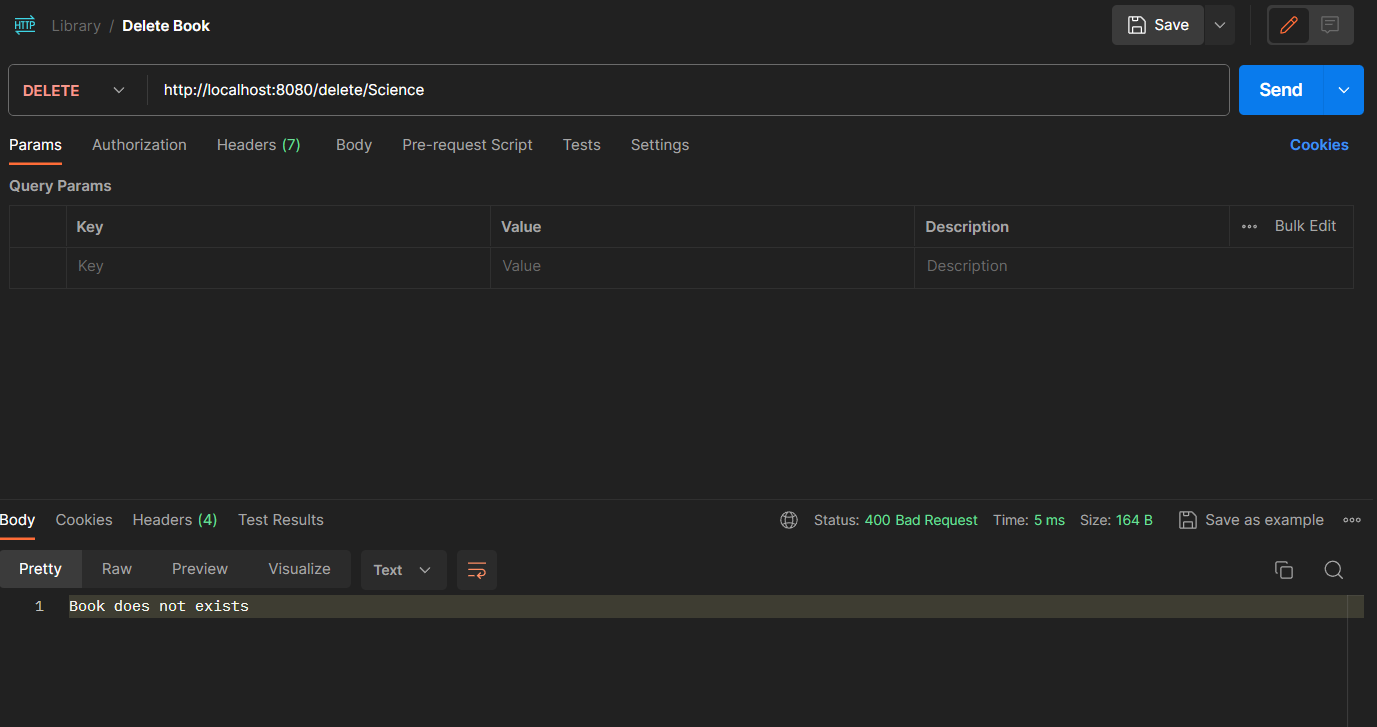 HTTP Library / Delete Book Save
DELETE http://localhost:8080/delete/Science Send
Params Authorization Headers (7) Body Pre-request Script Tests Settings Cookies
Query Params
Key Value Description Bulk Edit
Key Value Description
Body Cookies Headers (4) Test Results Status: 400 Bad Request Time: 5 ms Size: 164 B Save as example
Pretty Raw Preview Visualize Text
1 Book does not exists